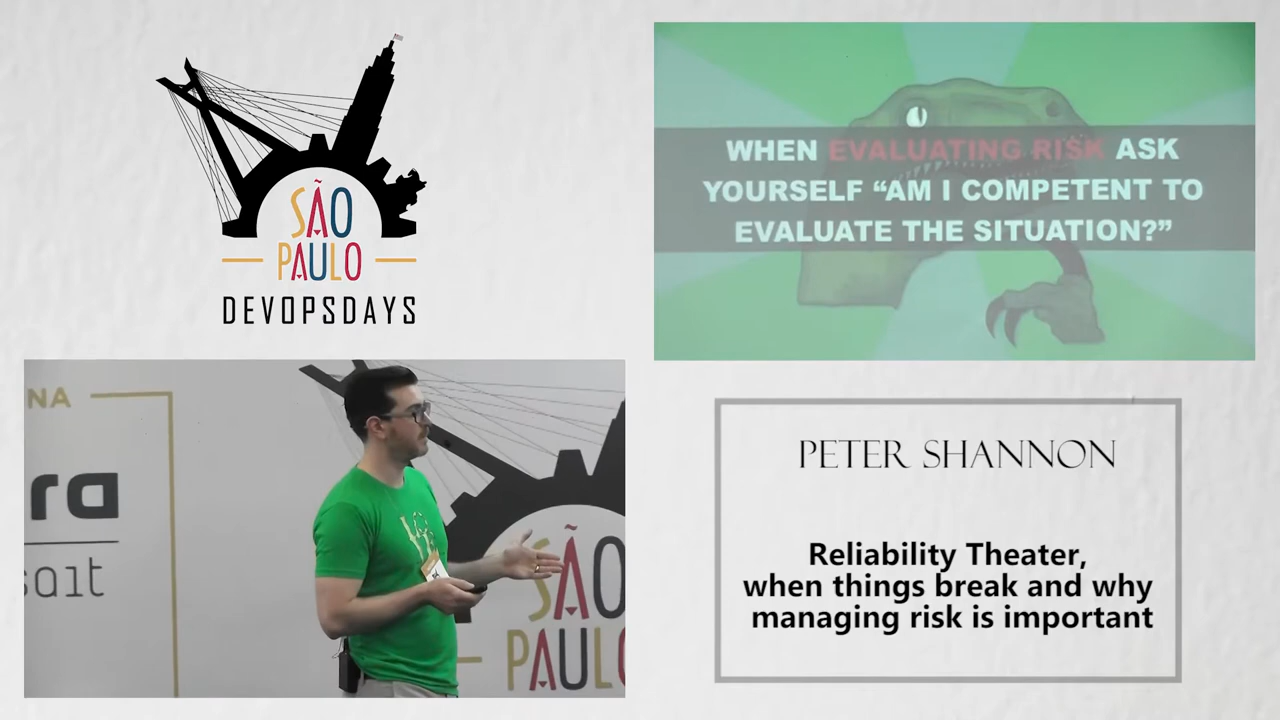 SÃO
PAULO
DEVOPSDAYS
WHEN EVALUATING RISK ASK
YOURSELF “AM I COMPETENT TO
EVALUATE THE SITUATION?”
NA
ra
sait
SÃO
PAULO
PETER SHANNON
Reliability Theater,
when things break and why
managing risk is important